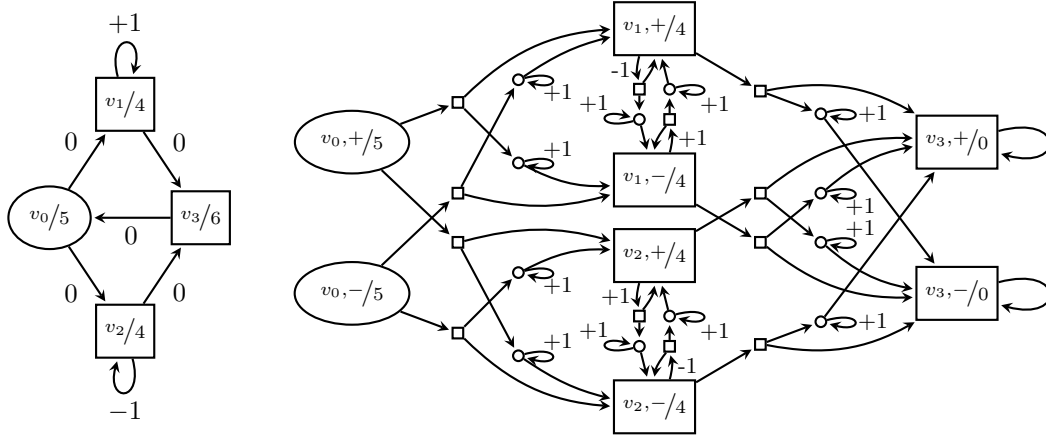 +1
v₁/4
0
0
v₀/5
v₃/6
0
0
0
v₂/4
−1
v₁, +/4
-1
+1
+1
+1
+1
v₀, +/5
+1
+1
v₃, +/0
v₁, −/4
+1
+1
v₂, +/4
v₀, −/5
+1
+1
+1
v₃, −/0
+1
+1
+1
-1
v₂, −/4